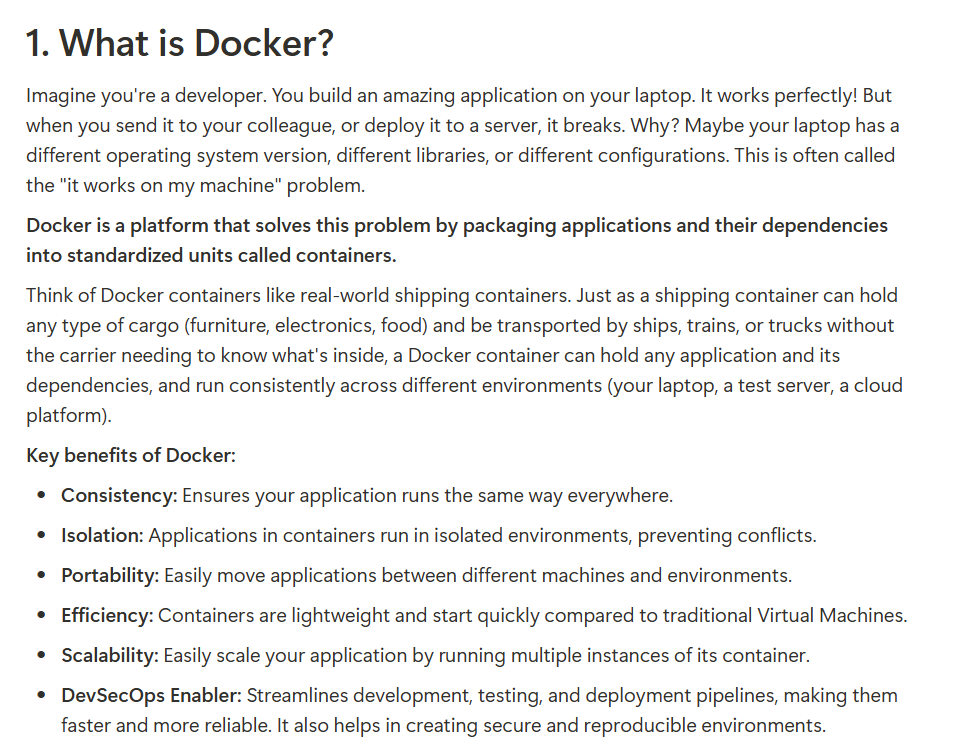 1. What is Docker?
Imagine you're a developer. You build an amazing application on your laptop. It works perfectly! But
when you send it to your colleague, or deploy it to a server, it breaks. Why? Maybe your laptop has a
different operating system version, different libraries, or different configurations. This is often called
the "it works on my machine" problem.
Docker is a platform that solves this problem by packaging applications and their dependencies
into standardized units called containers.
Think of Docker containers like real-world shipping containers. Just as a shipping container can hold
any type of cargo (furniture, electronics, food) and be transported by ships, trains, or trucks without
the carrier needing to know what's inside, a Docker container can hold any application and its
dependencies, and run consistently across different environments (your laptop, a test server, a cloud
platform).
Key benefits of Docker:
• Consistency: Ensures your application runs the same way everywhere.
• Isolation: Applications in containers run in isolated environments, preventing conflicts.
• Portability: Easily move applications between different machines and environments.
• Efficiency: Containers are lightweight and start quickly compared to traditional Virtual Machines.
• Scalability: Easily scale your application by running multiple instances of its container.
• DevSecOps Enabler: Streamlines development, testing, and deployment pipelines, making them
faster and more reliable. It also helps in creating secure and reproducible environments.